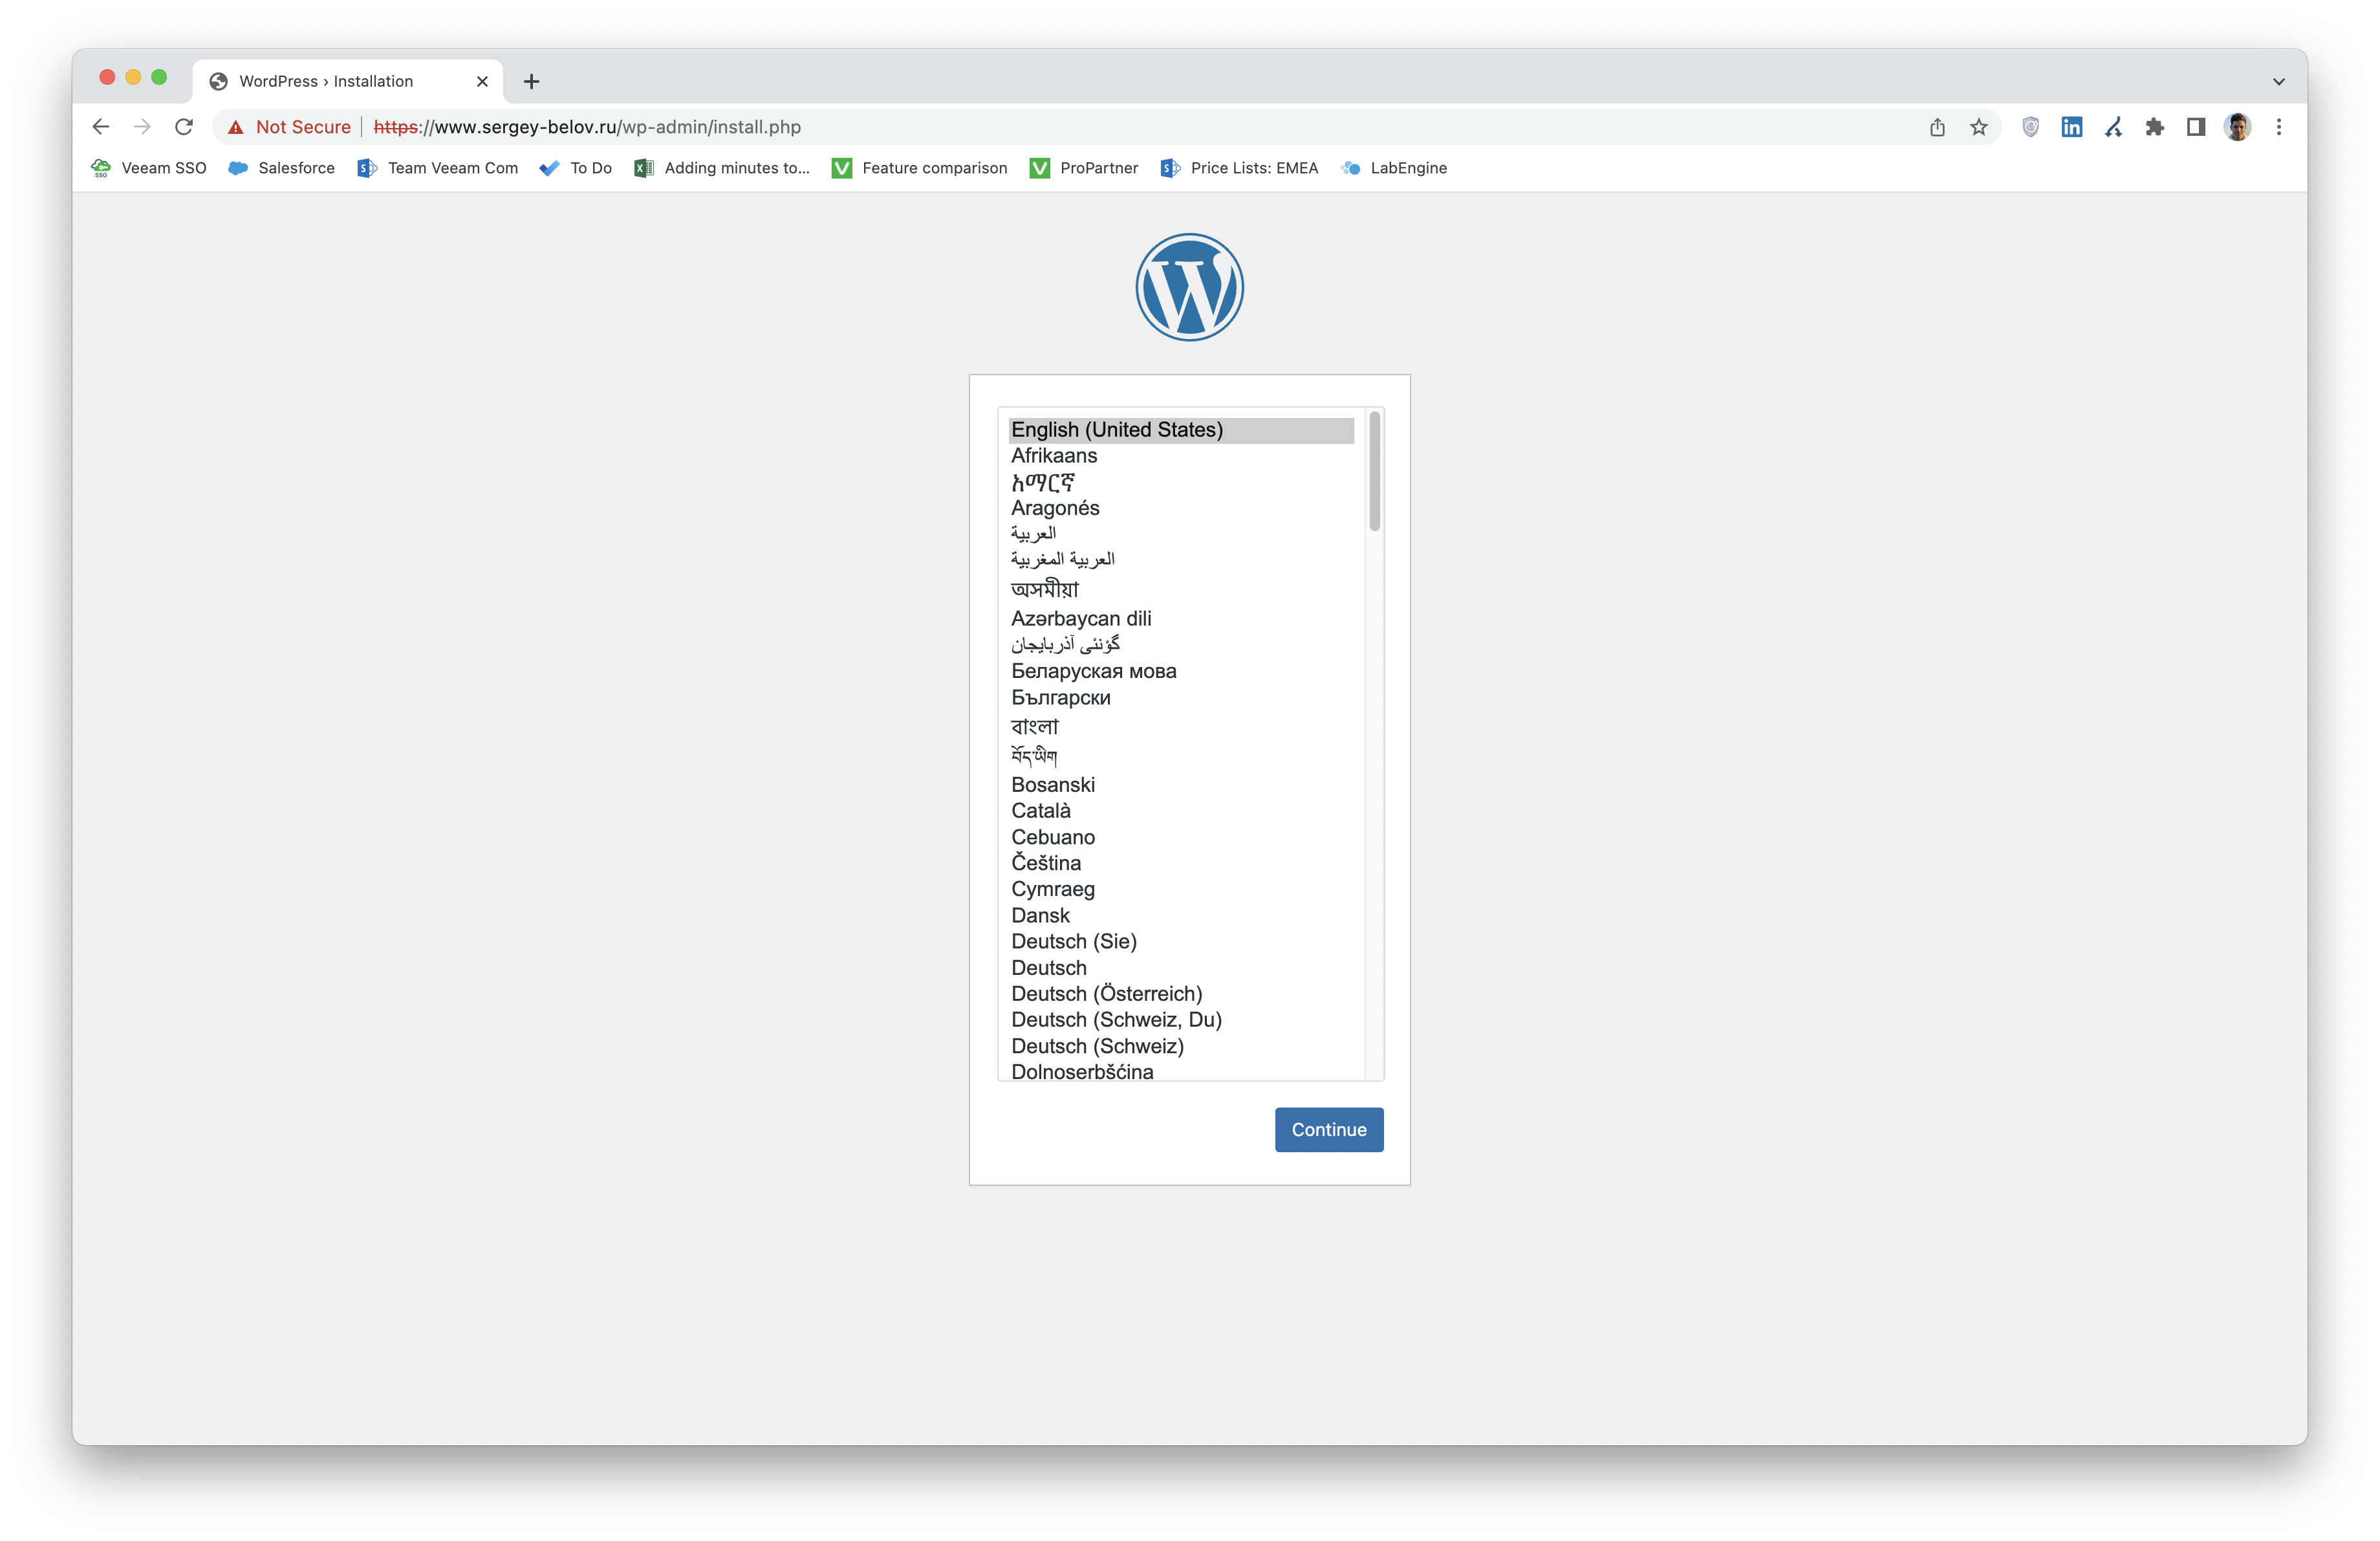 WordPress › Installation
Not Secure https://www.sergey-belov.ru/wp-admin/install.php
Veeam SSO Salesforce Team Veeam Com To Do Adding minutes to... Feature comparison ProPartner Price Lists: EMEA LabEngine
English (United States)
Afrikaans
አማርኛ
Aragonés
العربية
العربية المغربية
অসমীয়া
Azərbaycan dili
گؤنئی آذربایجان
Беларуская мова
Български
বাংলা
བོད་ཡིག
Bosanski
Català
Cebuano
Čeština
Cymraeg
Dansk
Deutsch (Sie)
Deutsch
Deutsch (Österreich)
Deutsch (Schweiz, Du)
Deutsch (Schweiz)
Dolnoserbšćina
Continue